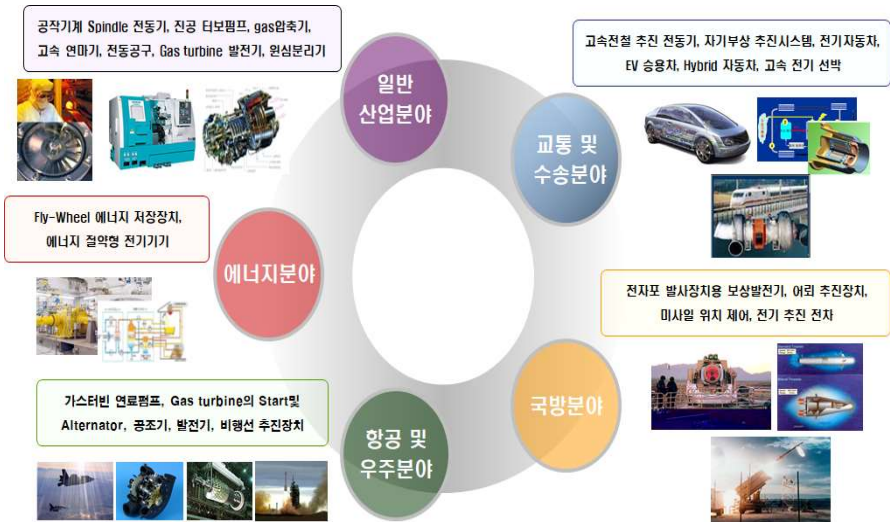 공작기계 Spindle 전동기, 진공 터보펌프, gas압축기,
고속 연마기, 전동공구, Gas turbine 발전기, 원심분리기
일반
산업분야
고속전철 추진 전동기, 자기부상 추진시스템, 전기자동차,
EV 승용차, Hybrid 자동차, 고속 전기 선박
교통 및
수송분야
Fly-Wheel 에너지 저장장치,
에너지 절약형 전기기기
에너지분야
전자포 발사장치용 보상발전기, 어뢰 추진장치,
미사일 위치 제어, 전기 추진 전차
국방분야
가스터빈 연료펌프, Gas turbine의 Start및
Alternator, 공조기, 발전기, 비행선 추진장치
항공 및
우주분야